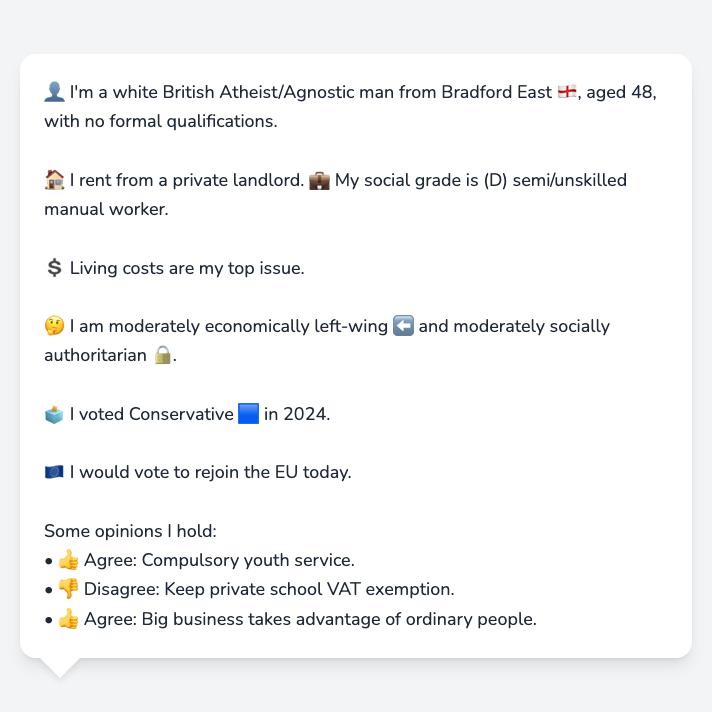 👤 I'm a white British Atheist/Agnostic man from Bradford East 🏴󠁧󠁢󠁥󠁮󠁧󠁿, aged 48,
with no formal qualifications.
🏠 I rent from a private landlord. 💼 My social grade is (D) semi/unskilled
manual worker.
💲 Living costs are my top issue.
🤔 I am moderately economically left-wing ⬅️ and moderately socially
authoritarian 🔒.
🗳️ I voted Conservative 🟦 in 2024.
🇪🇺 I would vote to rejoin the EU today.
Some opinions I hold:
• 👍 Agree: Compulsory youth service.
• 👎 Disagree: Keep private school VAT exemption.
• 👍 Agree: Big business takes advantage of ordinary people.